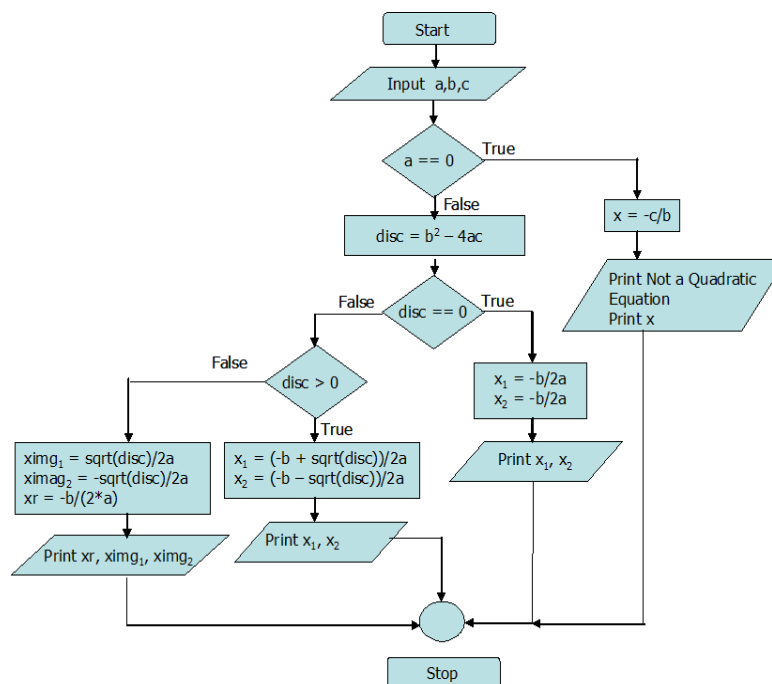 Start
Input a,b,c
a == 0
True
False
x = -c/b
disc = b² – 4ac
Print Not a Quadratic
Equation
Print x
disc == 0
False
True
disc > 0
False
True
x₁ = -b/2a
x₂ = -b/2a
ximg₁ = sqrt(disc)/2a
ximag₂ = -sqrt(disc)/2a
xr = -b/(2*a)
x₁ = (-b + sqrt(disc))/2a
x₂ = (-b – sqrt(disc))/2a
Print x₁, x₂
Print xr, ximg₁, ximg₂
Print x₁, x₂
Stop